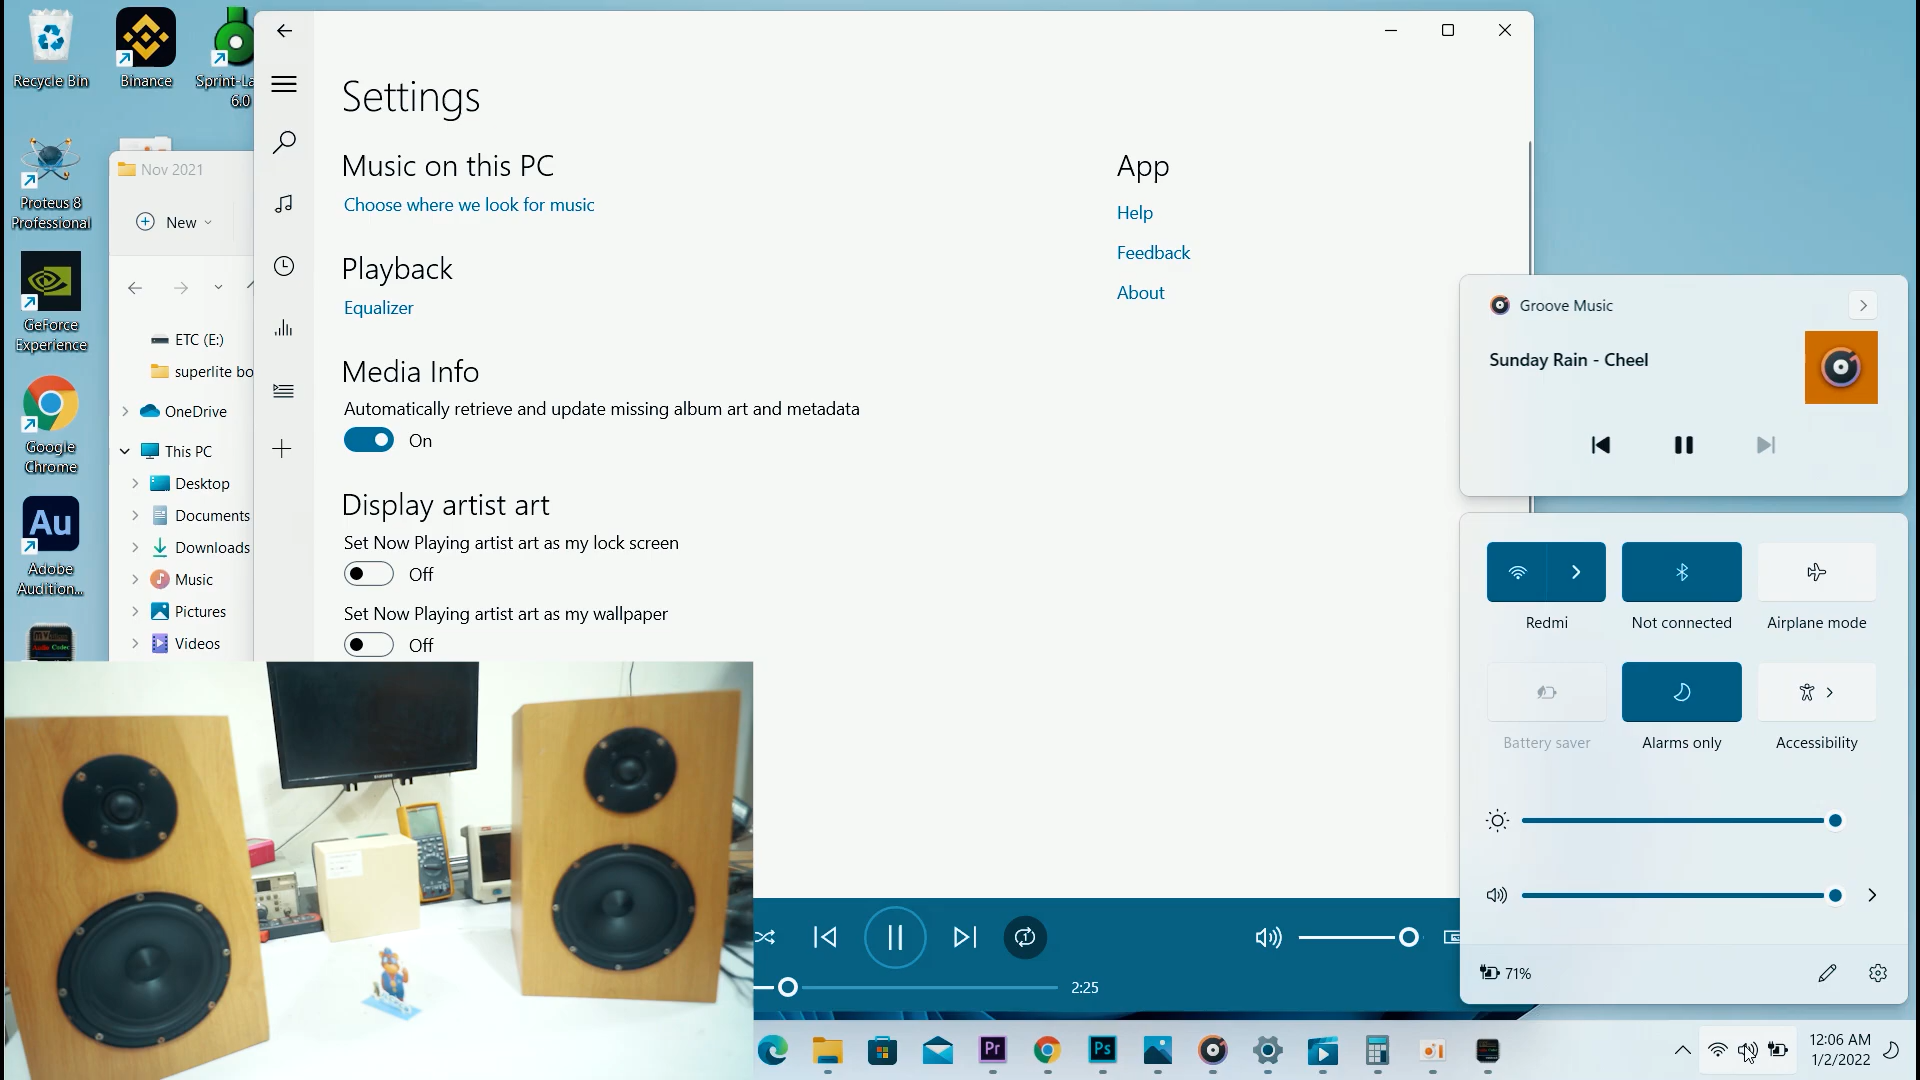 Recycle Bin
Binance
Sprint-La
6.0
Proteus 8
Professional
GeForce
Experience
Google
Chrome
Au
Adobe
Audition...
Nov 2021
New
ETC (E:)
superlite bo
OneDrive
This PC
Desktop
Documents
Downloads
Music
Pictures
Videos
Settings
Music on this PC
Choose where we look for music
Playback
Equalizer
Media Info
Automatically retrieve and update missing album art and metadata
On
Display artist art
Set Now Playing artist art as my lock screen
Off
Set Now Playing artist art as my wallpaper
Off
App
Help
Feedback
About
Groove Music
Sunday Rain - Cheel
Redmi
Not connected
Airplane mode
Battery saver
Alarms only
Accessibility
71%
2:25
SAMSUNG
Pr
Ps
12:06 AM
1/2/2022